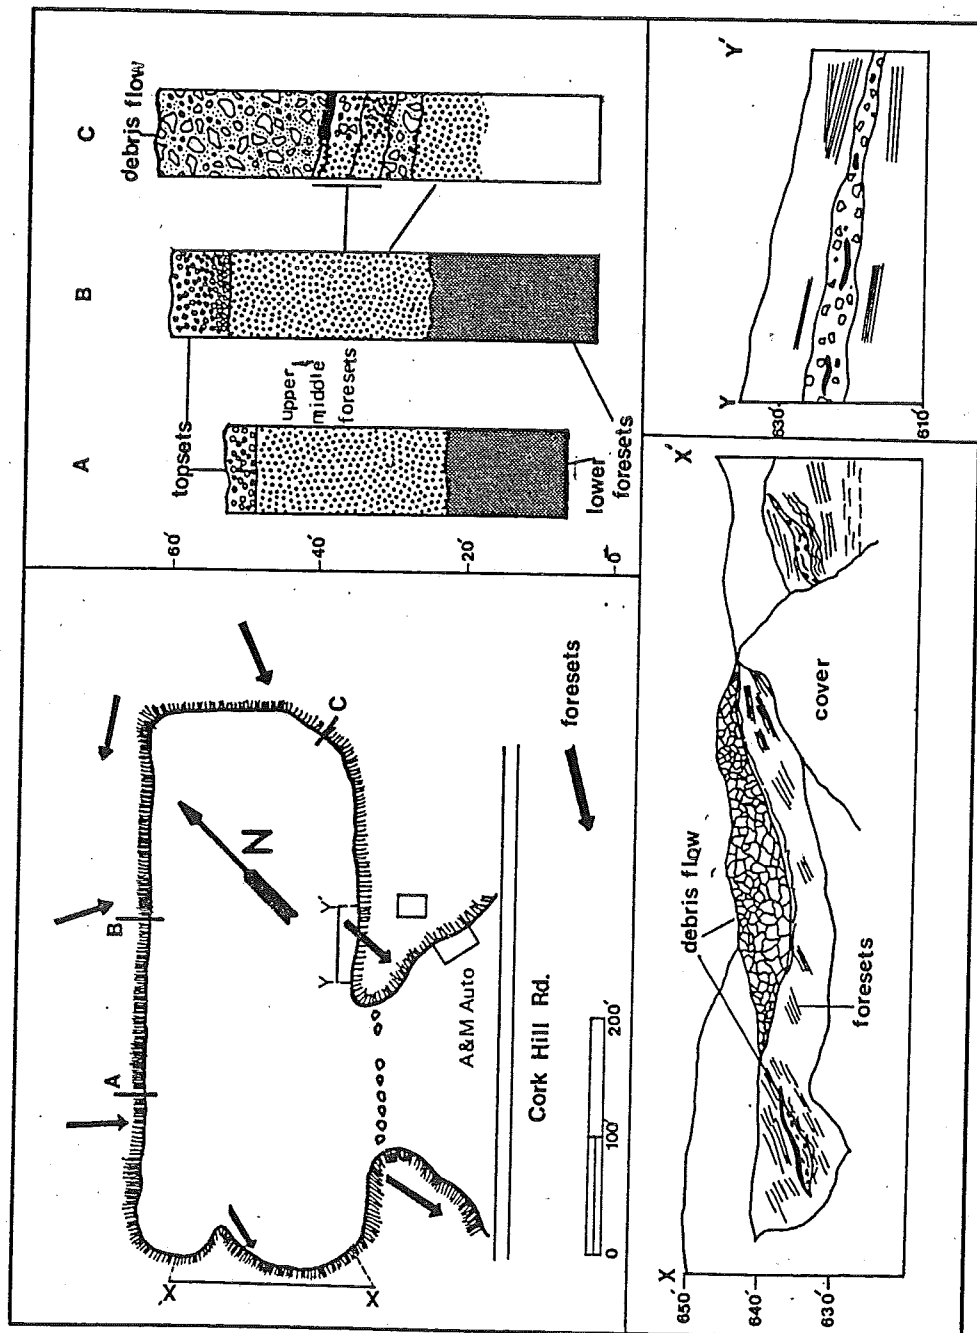 A
B
C
N
Y
Y'
X'
X
A&M Auto
Cork Hill Rd.
0
100'
200'
foresets
A
B
C
debris flow
topsets
upper
middle
foresets
lower
foresets
60'
40'
20'
0'
X
X'
650'
640'
630'
debris flow
foresets
cover
Y
Y'
630'
610'